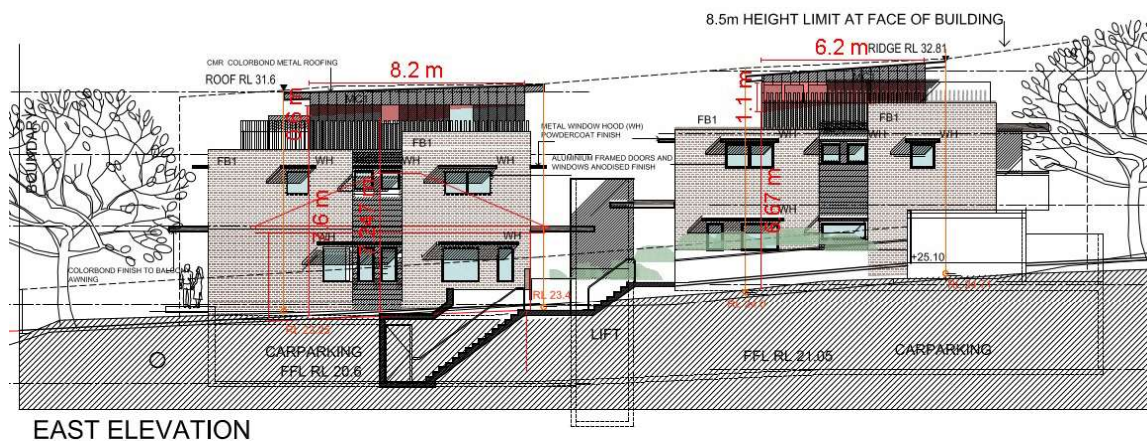 8.5m HEIGHT LIMIT AT FACE OF BUILDING
6.2 m
RIDGE RL 32.81
CMR COLORBOND METAL ROOFING
ROOF RL 31.6
8.2 m
1.1 m
FB1
FB1
FB1
FB1
METAL WINDOW HOOD (WH)
POWDERCOAT FINISH
ALUMINIUM FRAMED DOORS AND
WINDOWS ANODISED FINISH
BOUNDARY
WH
WH
WH
WH
WH
WH
WH
WH
WH
WH
7.6 m
6.67 m
COLORBOND FINISH TO BALCONY
AWNING
+25.10
RL 23.4
CARPARKING
FFL RL 20.6
LIFT
FFL RL 21.05
CARPARKING
EAST ELEVATION